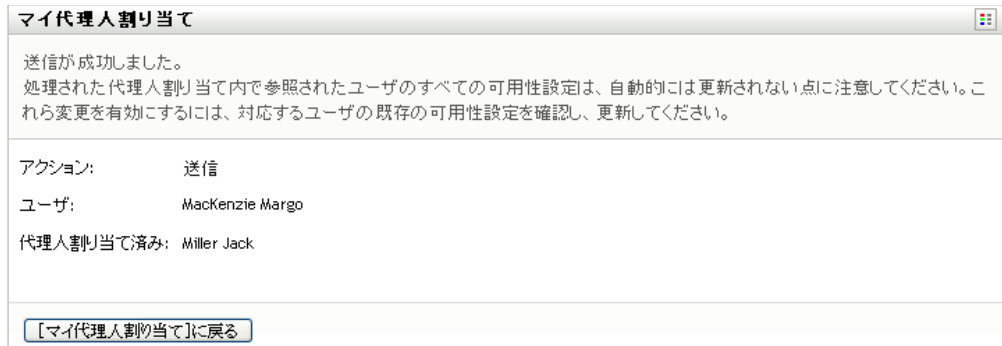 マイ代理人割り当て
送信が成功しました。
処理された代理人割り当て内で参照されたユーザのすべての可用性設定は、自動的には更新されない点に注意してください。こ
れら変更を有効にするには、対応するユーザの既存の可用性設定を確認し、更新してください。
アクション: 送信
ユーザ: MacKenzie Margo
代理人割り当て済み: Miller Jack
[マイ代理人割り当て]に戻る